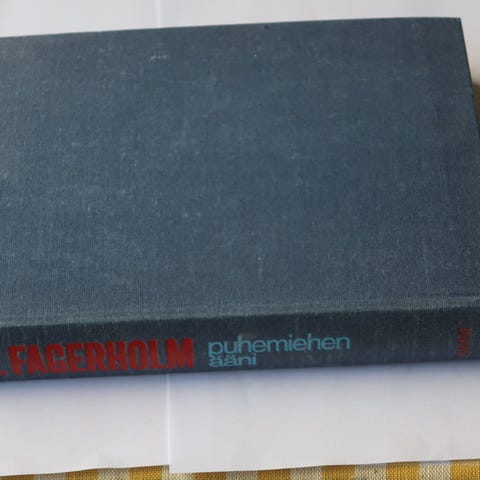 . FAGERHOLM
puhemiehen
ääni